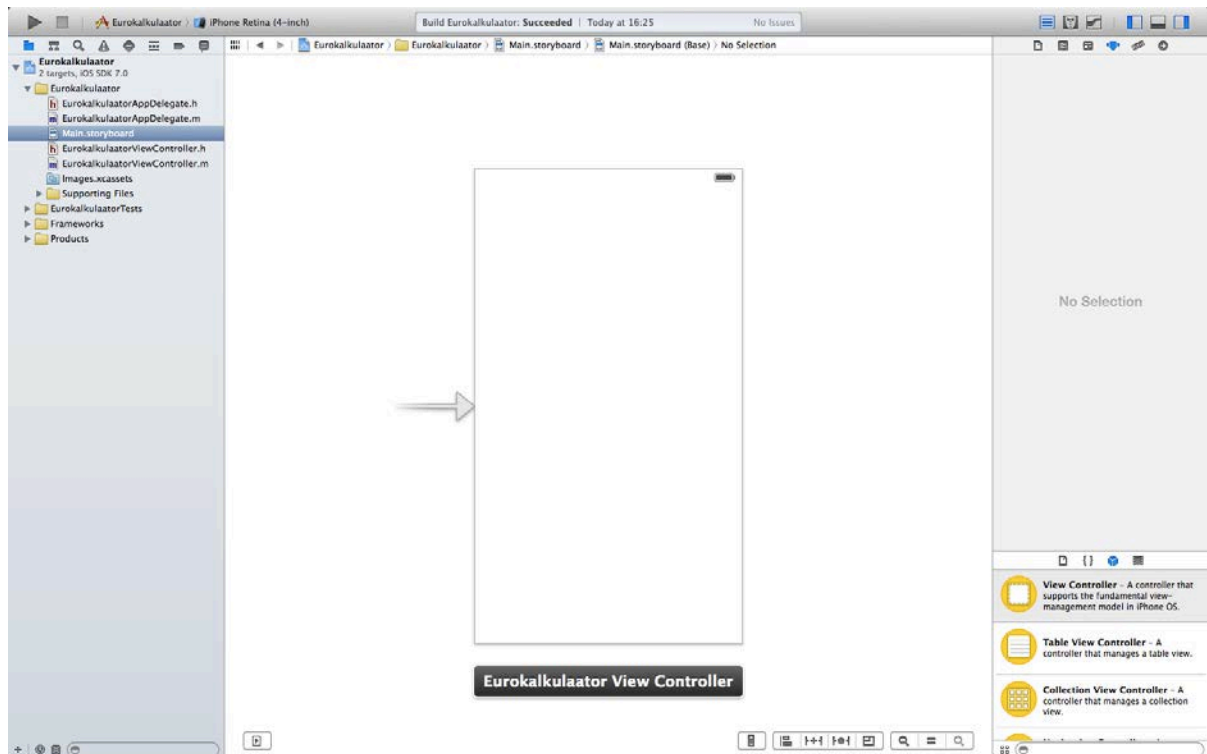 Eurokalkulaator
iPhone Retina (4-inch)
Build Eurokalkulaator: Succeeded | Today at 16:25
No Issues
Eurokalkulaator
Eurokalkulaator
Main.storyboard
Main.storyboard (Base)
No Selection
Eurokalkulaator
2 targets, iOS SDK 7.0
Eurokalkulaator
EurokalkulaatorAppDelegate.h
EurokalkulaatorAppDelegate.m
Main.storyboard
EurokalkulaatorViewController.h
EurokalkulaatorViewController.m
Images.xcassets
Supporting Files
EurokalkulaatorTests
Frameworks
Products
Eurokalkulaator View Controller
No Selection
View Controller - A controller that
supports the fundamental view-
management model in iPhone OS.
Table View Controller - A
controller that manages a table view.
Collection View Controller - A
controller that manages a collection
view.